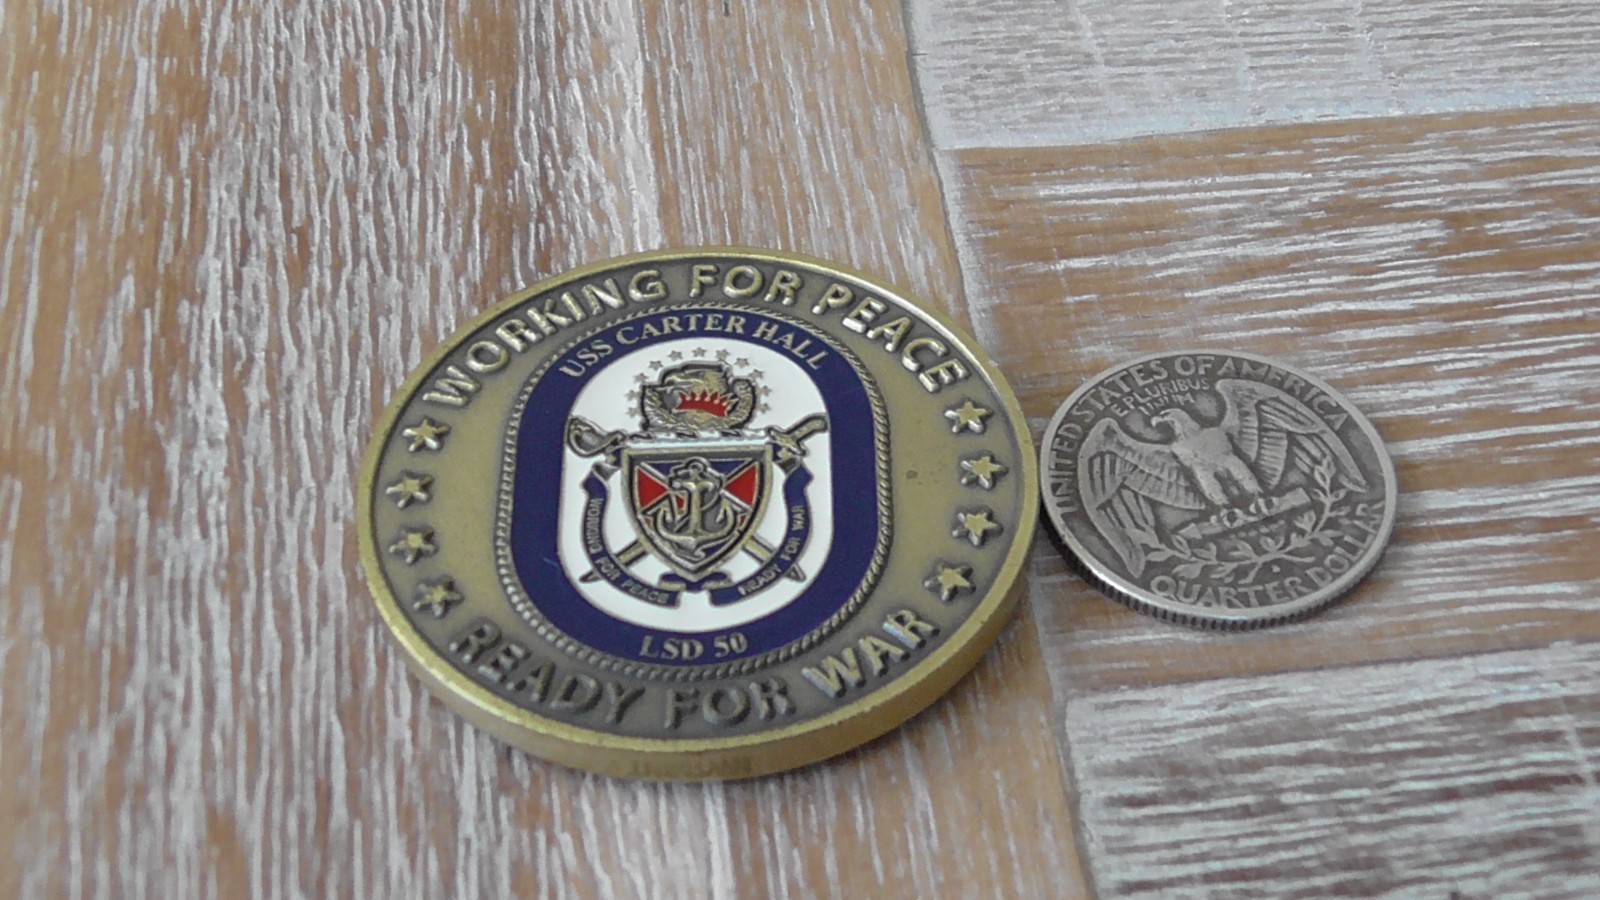 WORKING FOR PEACE
USS CARTER HALL
WORKING FOR PEACE
READY FOR WAR
LSD 50
READY FOR WAR
UNITED STATES OF AMERICA
E PLURIBUS
UNUM
QUARTER DOLLAR